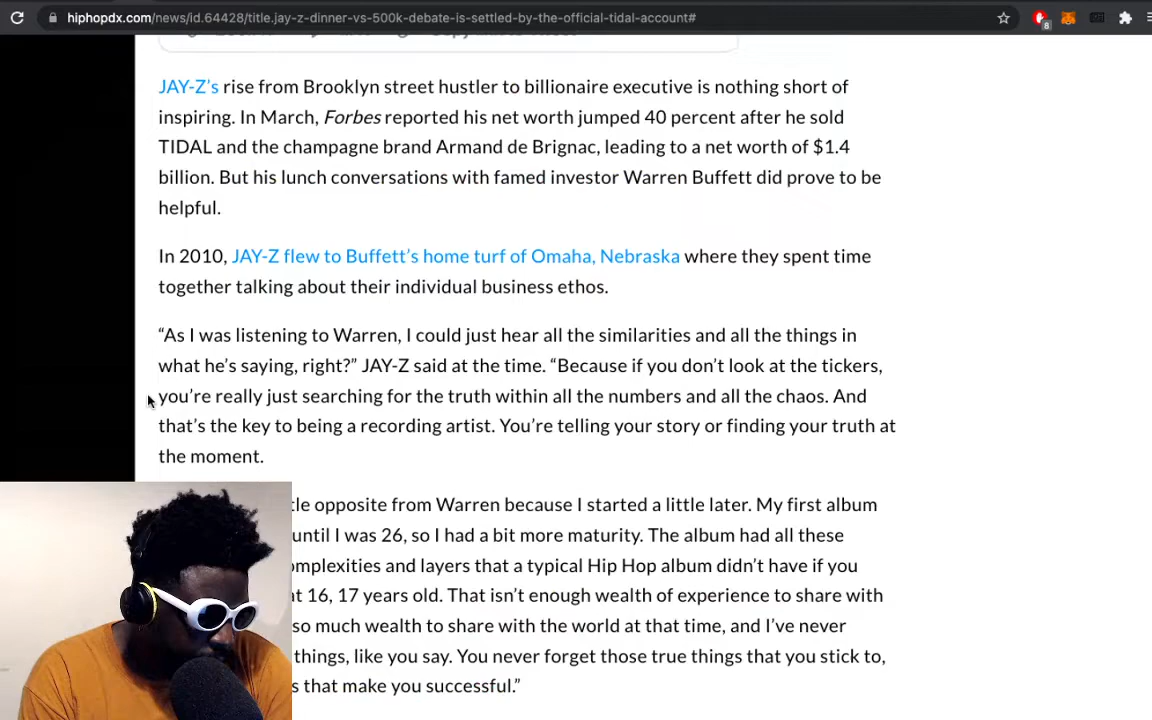 hiphopdx.com/news/id.64428/title.jay-z-dinner-vs-500k-debate-is-settled-by-the-official-tidal-account#
8
JAY-Z’s rise from Brooklyn street hustler to billionaire executive is nothing short of
inspiring. In March, Forbes reported his net worth jumped 40 percent after he sold
TIDAL and the champagne brand Armand de Brignac, leading to a net worth of $1.4
billion. But his lunch conversations with famed investor Warren Buffett did prove to be
helpful.
In 2010, JAY-Z flew to Buffett’s home turf of Omaha, Nebraska where they spent time
together talking about their individual business ethos.
“As I was listening to Warren, I could just hear all the similarities and all the things in
what he’s saying, right?” JAY-Z said at the time. “Because if you don’t look at the tickers,
you’re really just searching for the truth within all the numbers and all the chaos. And
that’s the key to being a recording artist. You’re telling your story or finding your truth at
the moment.
tle opposite from Warren because I started a little later. My first album
until I was 26, so I had a bit more maturity. The album had all these
omplexities and layers that a typical Hip Hop album didn’t have if you
t 16, 17 years old. That isn’t enough wealth of experience to share with
so much wealth to share with the world at that time, and I’ve never
things, like you say. You never forget those true things that you stick to,
s that make you successful.”